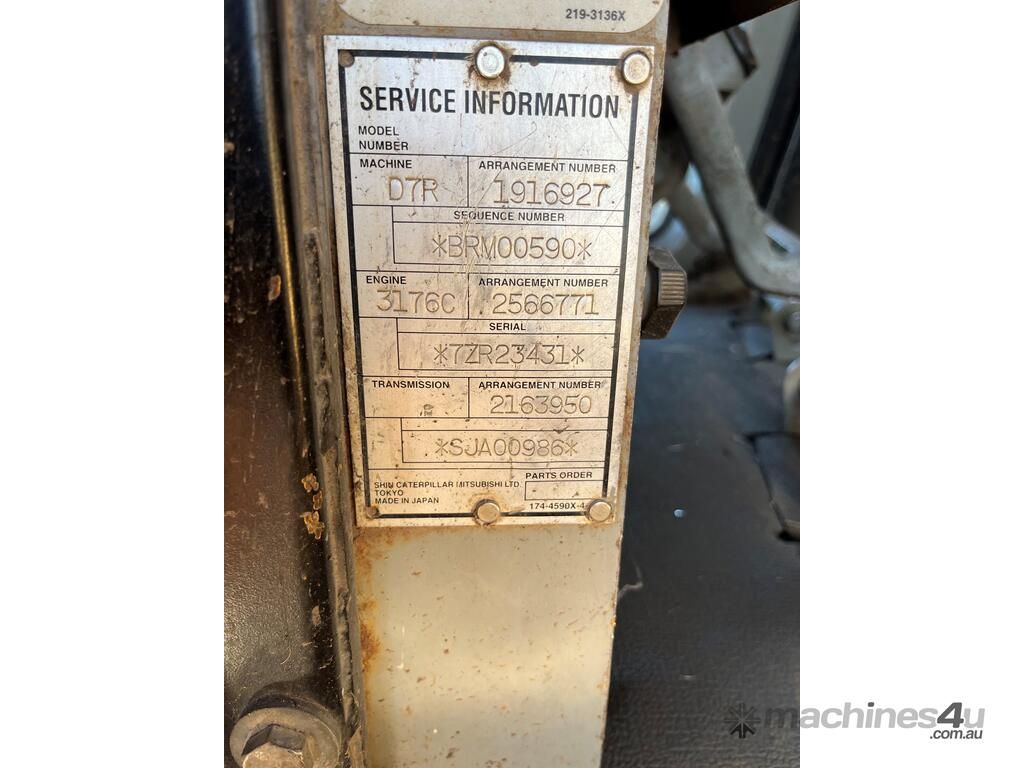 219-3136X
SERVICE INFORMATION
MODEL
NUMBER
MACHINE ARRANGEMENT NUMBER
D7R 1916927
SEQUENCE NUMBER
*BRM00590*
ENGINE ARRANGEMENT NUMBER
3176C 2566771
SERIAL
*7ZR23431*
TRANSMISSION ARRANGEMENT NUMBER
2163950
*SJA00986*
PARTS ORDER
SHIN CATERPILLAR MITSUBISHI LTD.
TOKYO
MADE IN JAPAN 174-4590X-4
machines4u
.com.au